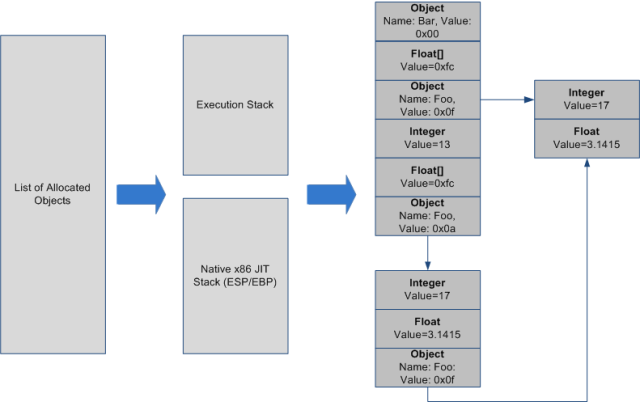 List of Allocated
Objects
Execution Stack
Native x86 JIT
Stack (ESP/EBP)
Object
Name: Bar, Value:
0x00
Float[]
Value=0xfc
Object
Name: Foo,
Value: 0x0f
Integer
Value=13
Float[]
Value=0xfc
Object
Name: Foo,
Value: 0x0a
Integer
Value=17
Float
Value=3.1415
Object
Name: Foo:
Value: 0x0f
Integer
Value=17
Float
Value=3.1415